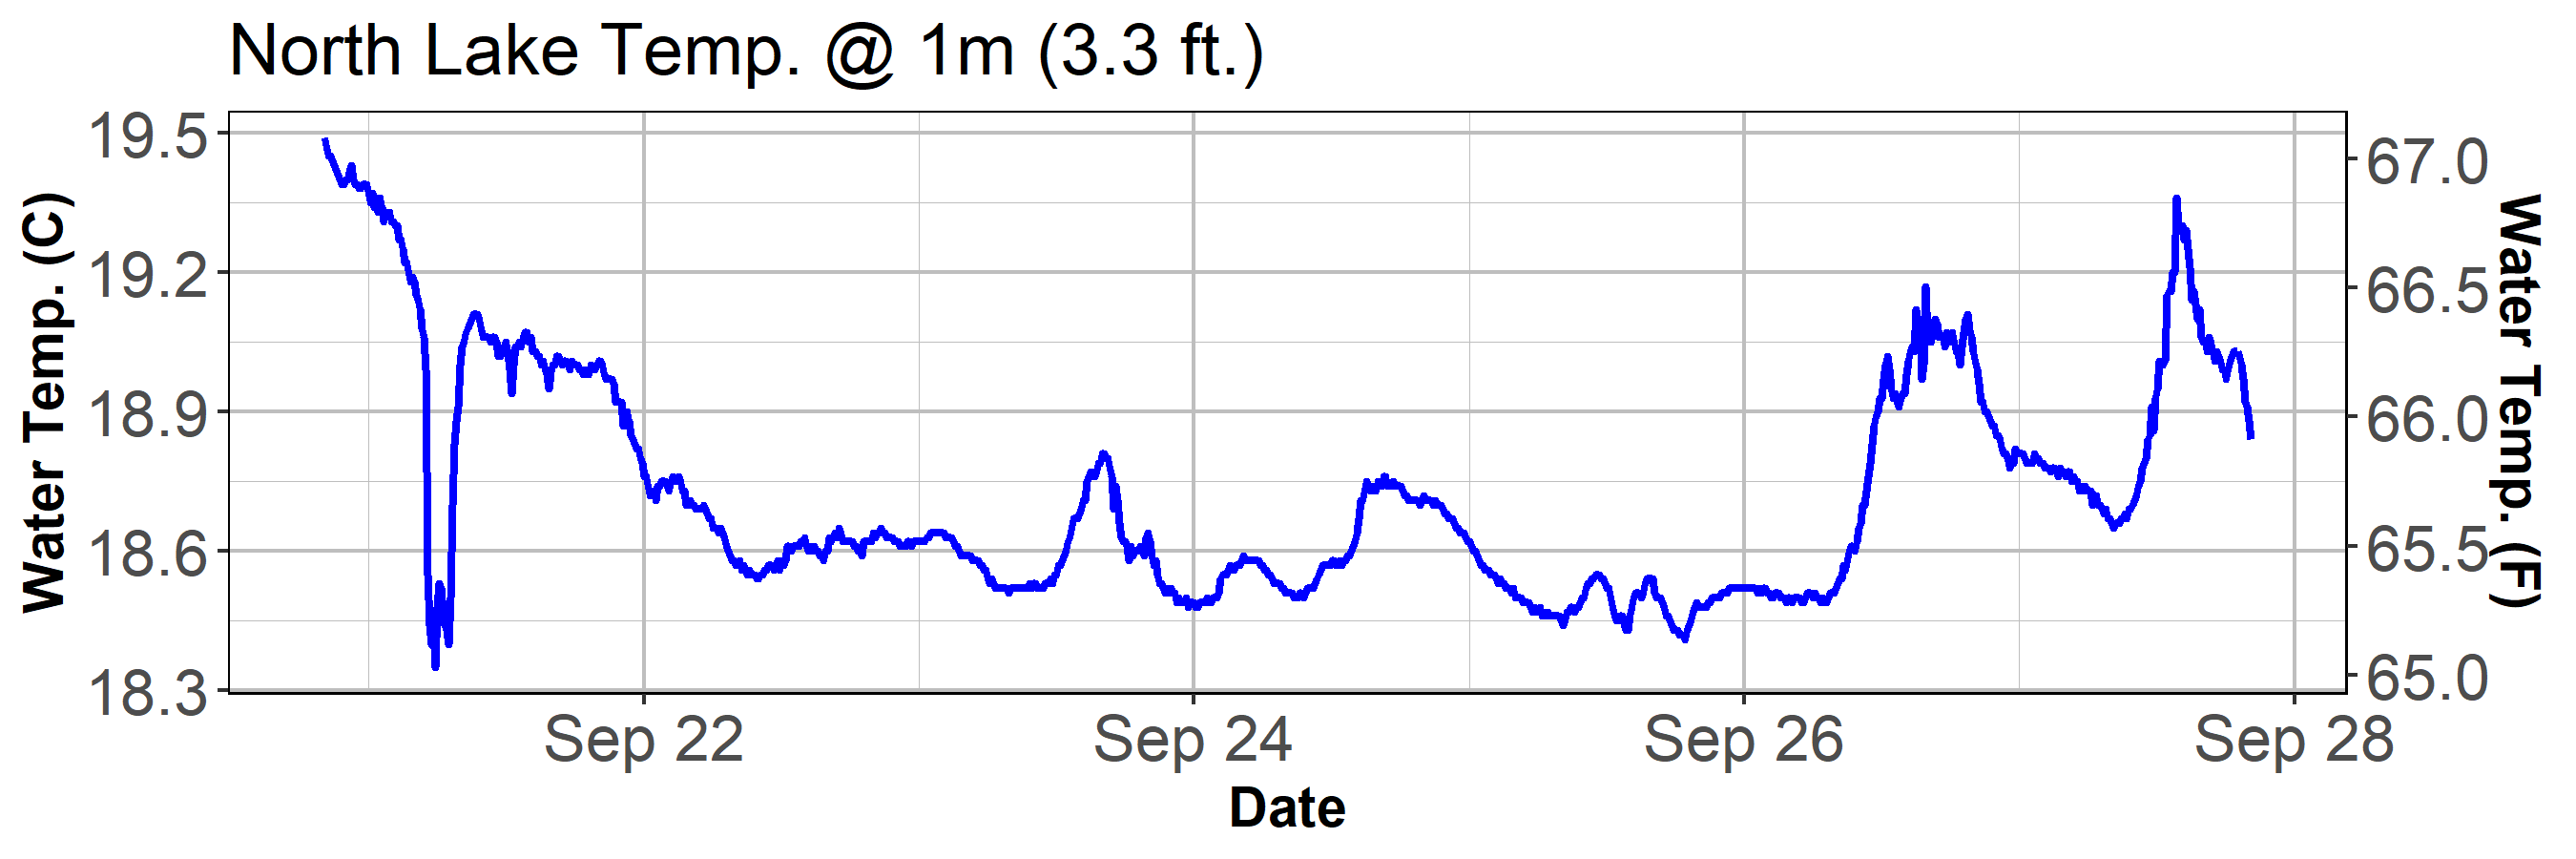 North Lake Temp. @ 1m (3.3 ft.)
Water Temp. (C)
19.5
19.2
18.9
18.6
18.3
67.0
66.5
66.0
65.5
65.0
Water Temp. (F)
Sep 22
Sep 24
Sep 26
Sep 28
Date